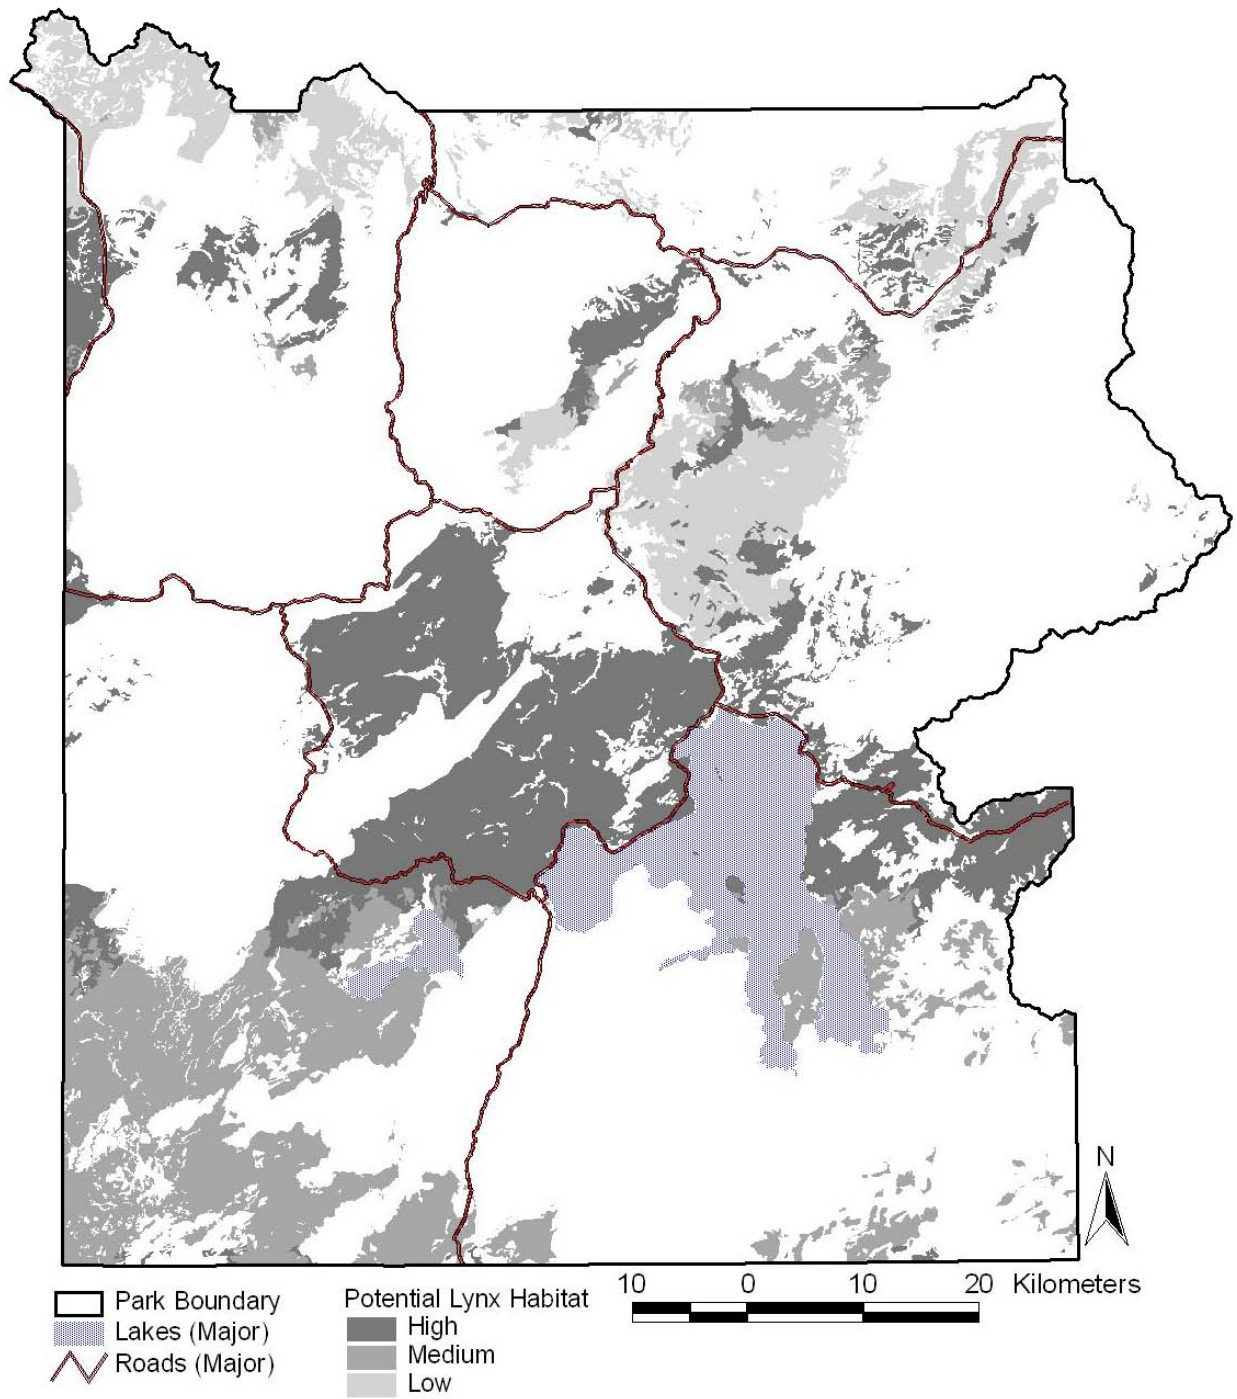 N
10 0 10 20 Kilometers
Park Boundary
Lakes (Major)
Roads (Major)
Potential Lynx Habitat
High
Medium
Low